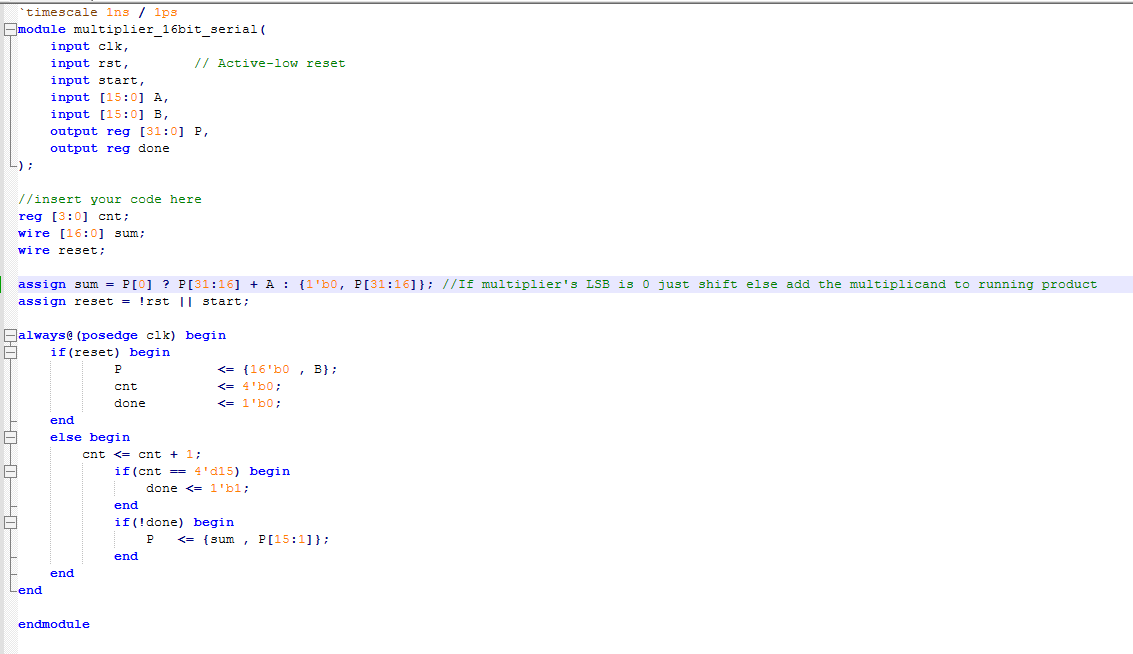 `timescale 1ns / 1ps
module multiplier_16bit_serial(
    input clk,
    input rst,        // Active-low reset
    input start,
    input [15:0] A,
    input [15:0] B,
    output reg [31:0] P,
    output reg done
);
//insert your code here
reg [3:0] cnt;
wire [16:0] sum;
wire reset;
assign sum = P[0] ? P[31:16] + A : {1'b0, P[31:16]}; //If multiplier's LSB is 0 just shift else add the multiplicand to running product
assign reset = !rst || start;
always@(posedge clk) begin
    if(reset) begin
            P            <= {16'b0 , B};
            cnt          <= 4'b0;
            done         <= 1'b0;
    end
    else begin
        cnt <= cnt + 1;
            if(cnt == 4'd15) begin
                done <= 1'b1;
            end
            if(!done) begin
                P   <= {sum , P[15:1]};
            end
    end
end
endmodule